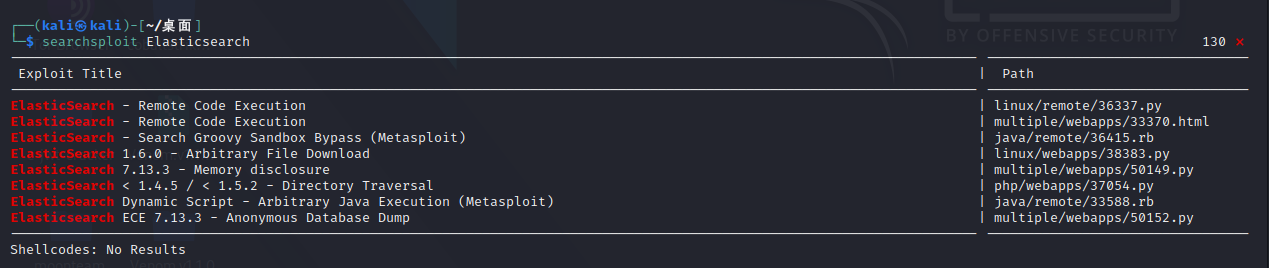 ┌──(kali㉿kali)-[~/桌面]
└─$ searchsploit Elasticsearch 130 ⨯
BY OFFENSIVE SECURITY
Exploit Title | Path
ElasticSearch - Remote Code Execution | linux/remote/36337.py
ElasticSearch - Remote Code Execution | multiple/webapps/33370.html
ElasticSearch - Search Groovy Sandbox Bypass (Metasploit) | java/remote/36415.rb
ElasticSearch 1.6.0 - Arbitrary File Download | linux/webapps/38383.py
ElasticSearch 7.13.3 - Memory disclosure | multiple/webapps/50149.py
ElasticSearch < 1.4.5 / < 1.5.2 - Directory Traversal | php/webapps/37054.py
ElasticSearch Dynamic Script - Arbitrary Java Execution (Metasploit) | java/remote/33588.rb
Elasticsearch ECE 7.13.3 - Anonymous Database Dump | multiple/webapps/50152.py
Shellcodes: No Results